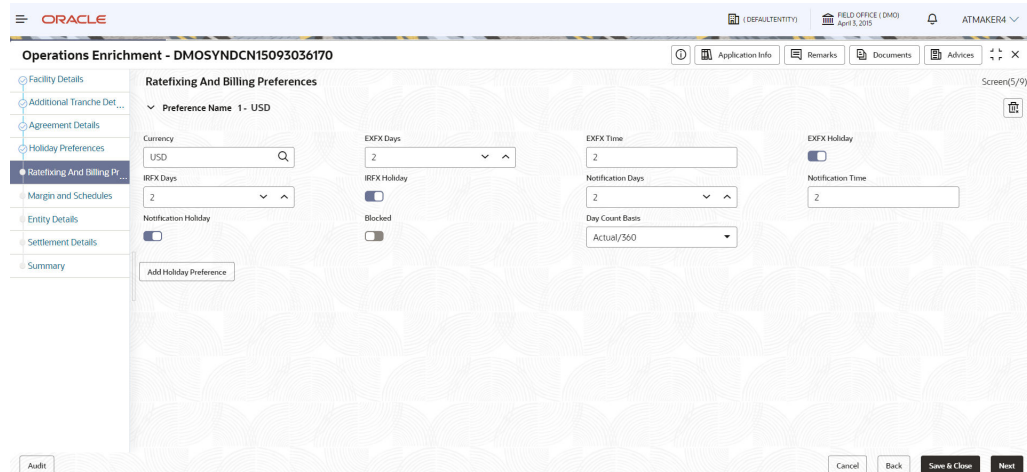 ORACLE
(DEFAULTENTITY)
FIELD OFFICE ( DMO)
April 3, 2015
ATMAKER4
Operations Enrichment - DMOSYNDCN15093036170
Application Info
Remarks
Documents
Advices
Facility Details
Additional Tranche Det...
Agreement Details
Holiday Preferences
Ratefixing And Billing Pr...
Margin and Schedules
Entity Details
Settlement Details
Summary
Ratefixing And Billing Preferences
Screen(5/9)
Preference Name 1 - USD
Currency
EXFX Days
EXFX Time
EXFX Holiday
USD
2
2
IRFX Days
IRFX Holiday
Notification Days
Notification Time
2
2
2
Notification Holiday
Blocked
Day Count Basis
Actual/360
Add Holiday Preference
Audit
Cancel
Back
Save & Close
Next